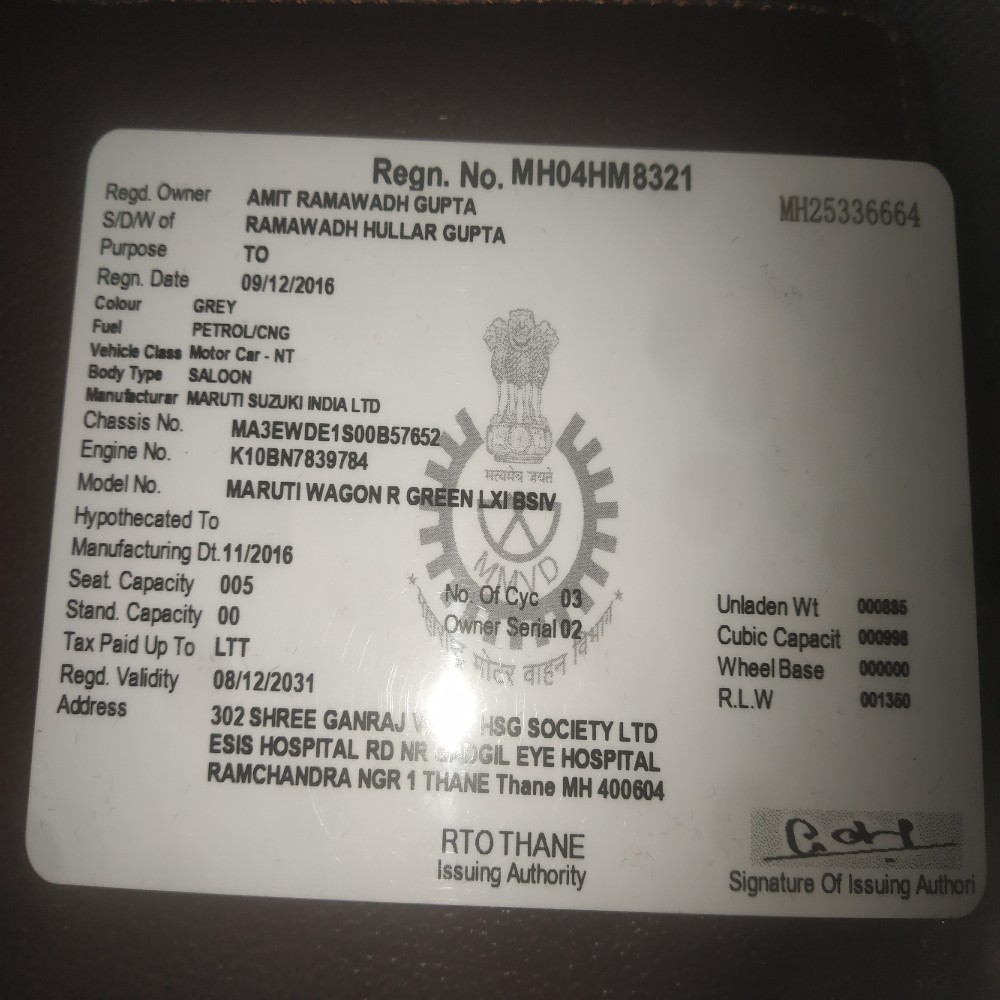 Regn. No. MH04HM8321
MH25336664
Regd. Owner AMIT RAMAWADH GUPTA
S/D/W of RAMAWADH HULLAR GUPTA
Purpose TO
Regn. Date 09/12/2016
Colour GREY
Fuel PETROL/CNG
Vehicle Class Motor Car - NT
Body Type SALOON
Manufacturar MARUTI SUZUKI INDIA LTD
Chassis No. MA3EWDE1S00B57652
Engine No. K10BN7839784
सत्यमेव जयते
Model No. MARUTI WAGON R GREEN LXI BSIV
Hypothecated To
Manufacturing Dt. 11/2016
MMVD
Seat. Capacity 005 No. Of Cyc 03 Unladen Wt 000885
Stand. Capacity 00 Owner Serial 02 Cubic Capacit 000998
मोटर वाहन विभाग
Tax Paid Up To LTT Wheel Base 000000
Regd. Validity 08/12/2031 R.L.W 001350
Address 302 SHREE GANRAJ HSG SOCIETY LTD
ESIS HOSPITAL RD NR EYE HOSPITAL
RAMCHANDRA NGR 1 THANE Thane MH 400604
RTO THANE
Issuing Authority
Signature Of Issuing Authori